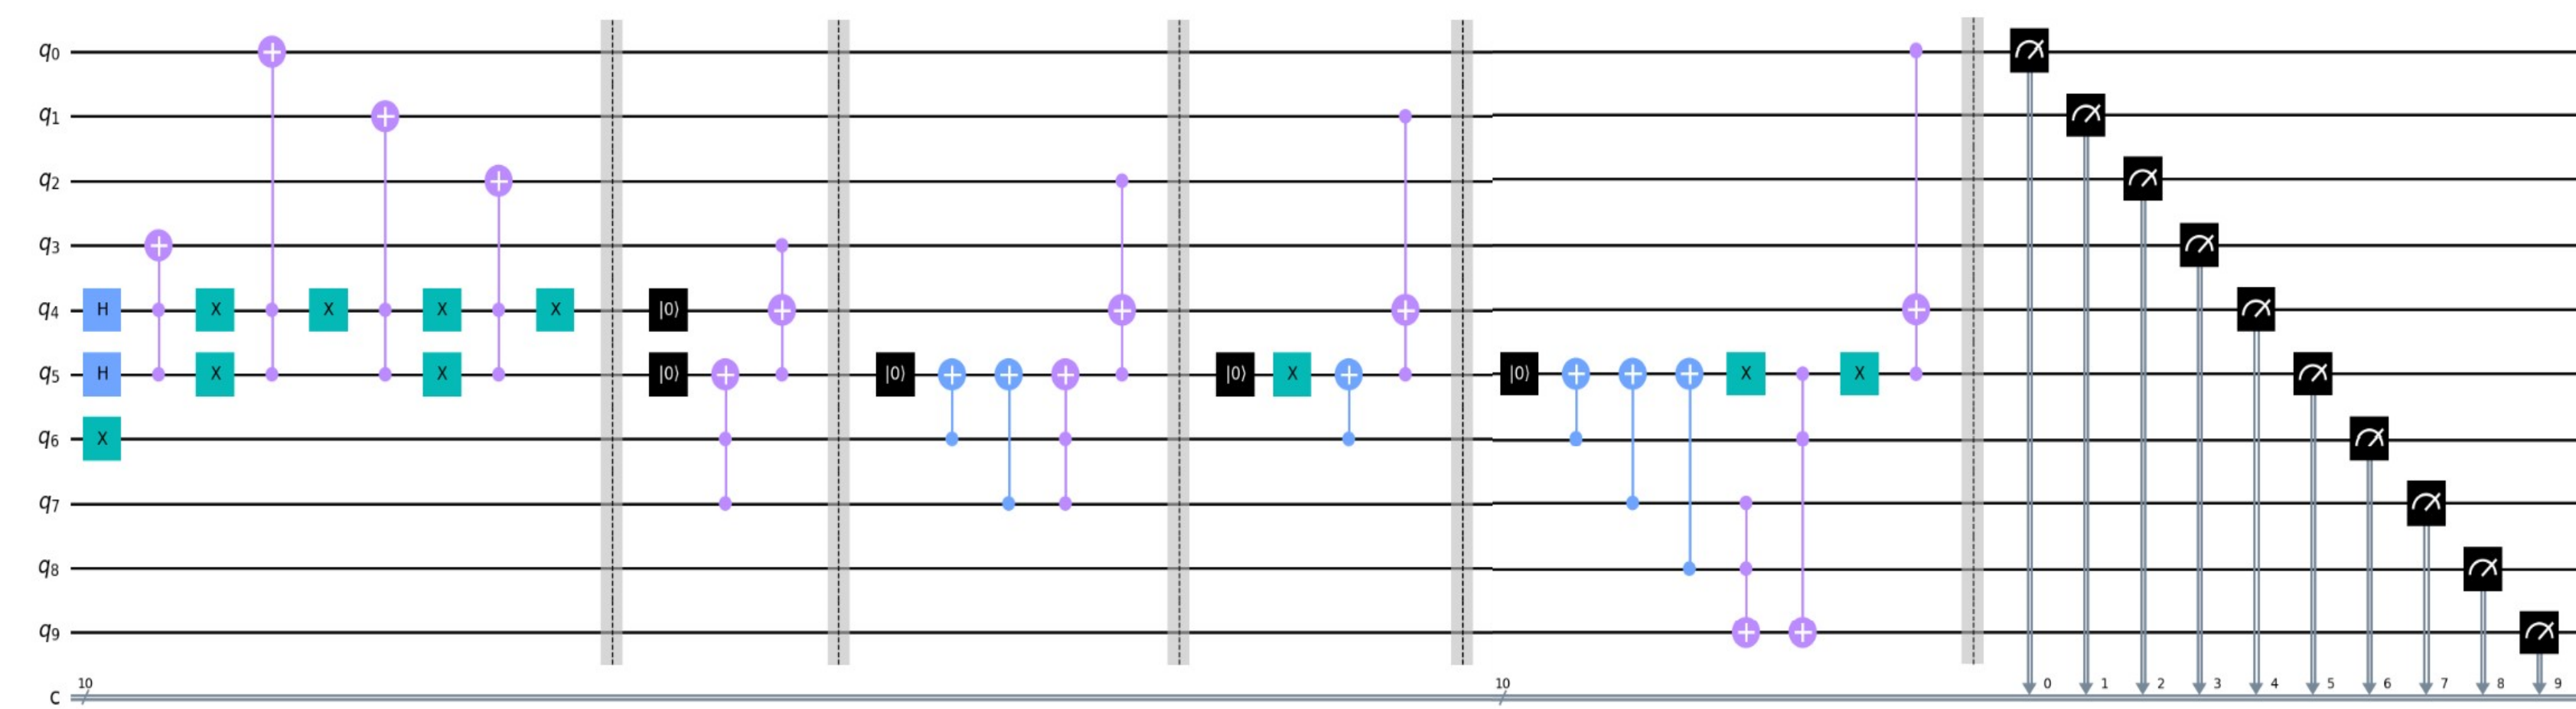 q0
q1
q2
q3
q4 H X X X X |0⟩
q5 H X X |0⟩ |0⟩ |0⟩ X |0⟩ X X
q6 X
q7
q8
q9
c 10 10 0 1 2 3 4 5 6 7 8 9